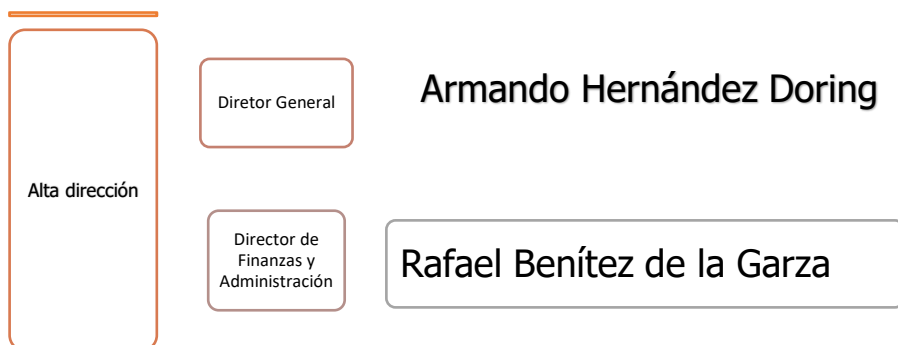 Alta dirección
Diretor General
Armando Hernández Doring
Director de
Finanzas y
Administración
Rafael Benítez de la Garza